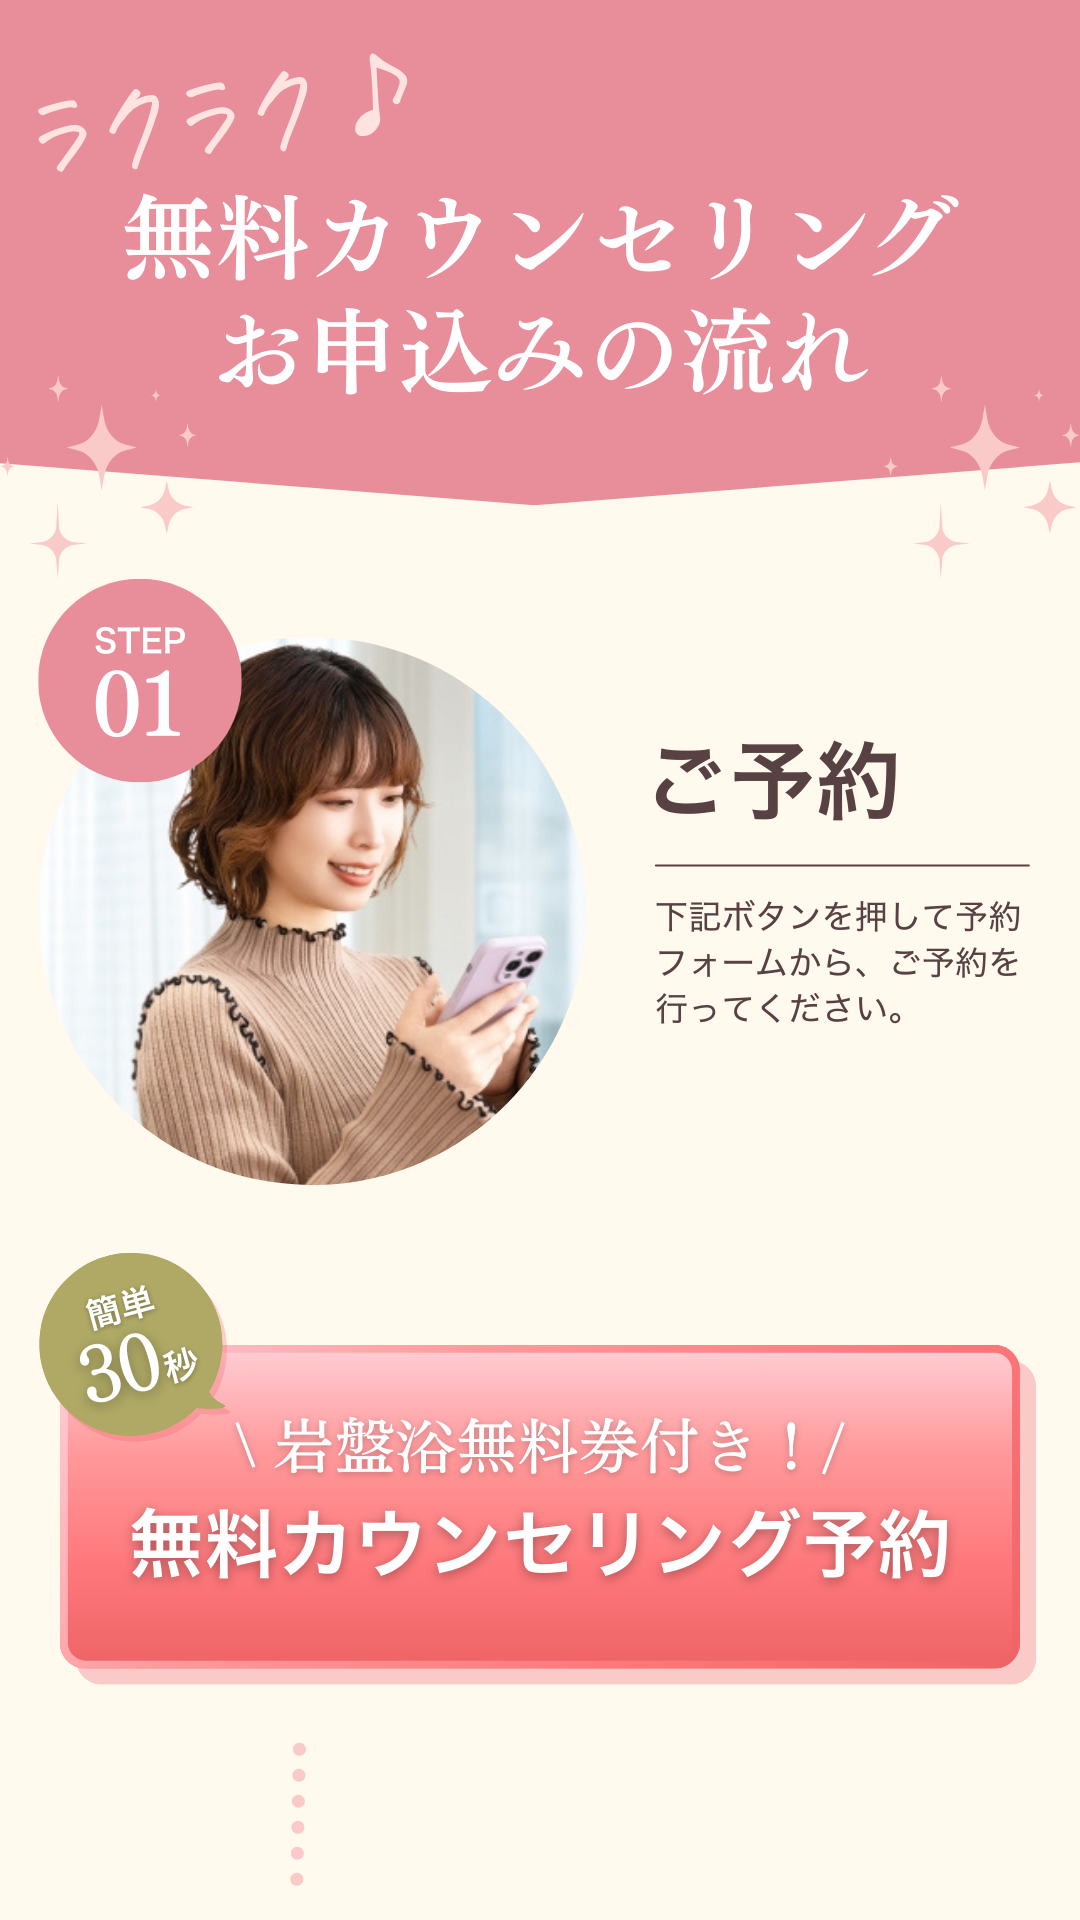 ラクラク♪
無料カウンセリング
お申込みの流れ
STEP
01
ご予約
下記ボタンを押して予約
フォームから、ご予約を
行ってください。
簡単
30秒
\ 岩盤浴無料券付き！/
無料カウンセリング予約